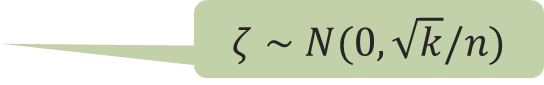 ζ ~ N(0, √k/n)